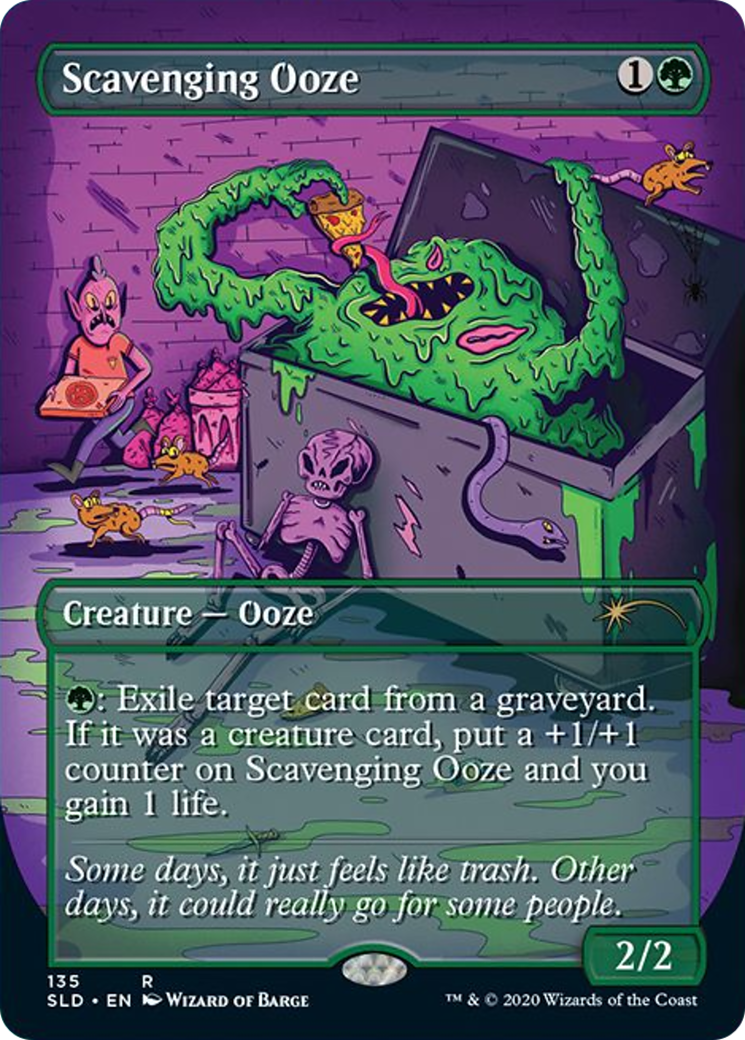 Scavenging Ooze 1
Creature — Ooze
: Exile target card from a graveyard.
If it was a creature card, put a +1/+1
counter on Scavenging Ooze and you
gain 1 life.
Some days, it just feels like trash. Other
days, it could really go for some people.
2/2
135 R
SLD • EN Wizard of Barge
™ & © 2020 Wizards of the Coast